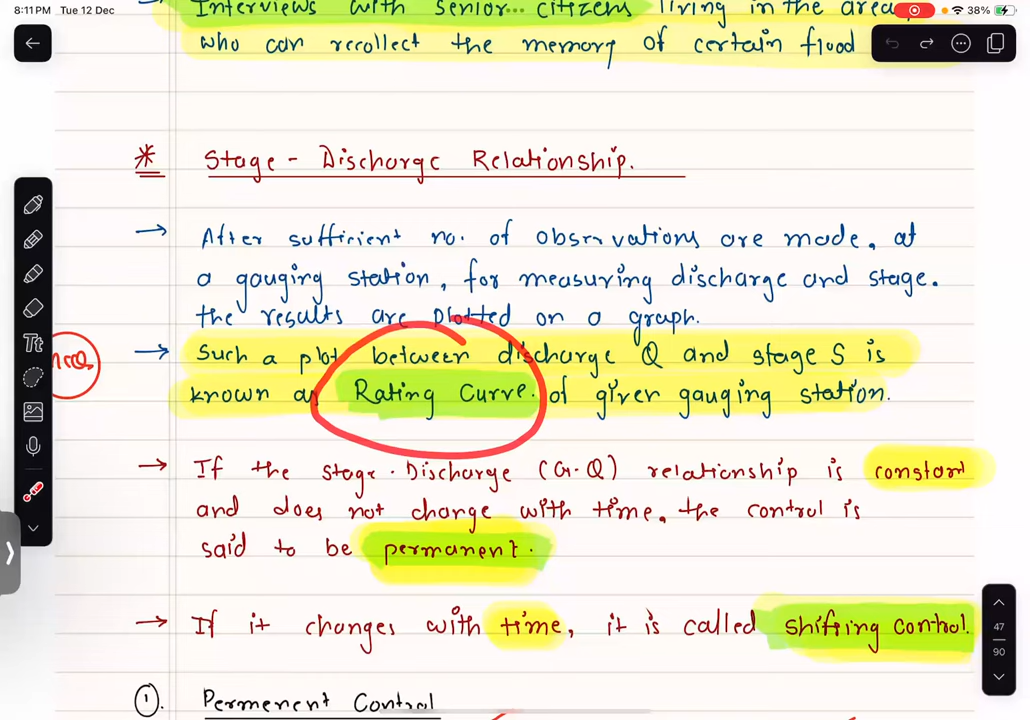 8:11 PM Tue 12 Dec
38%
Interviews with senior citizens living in the area,
who can recollect the memory of certain flood
* Stage - Discharge Relationship.
→ After sufficient no. of observations are made, at
a gauging station, for measuring discharge and stage.
the results are plotted on a graph.
→ Such a plot between discharge Q and stage S is
known as Rating Curve. of given gauging station.
→ If the stage. Discharge (G-Q) relationship is constant
and does not change with time, the control is
said to be permanent.
→ If it changes with time, it is called shifting control.
①. Permenent Control
Tt
47
90